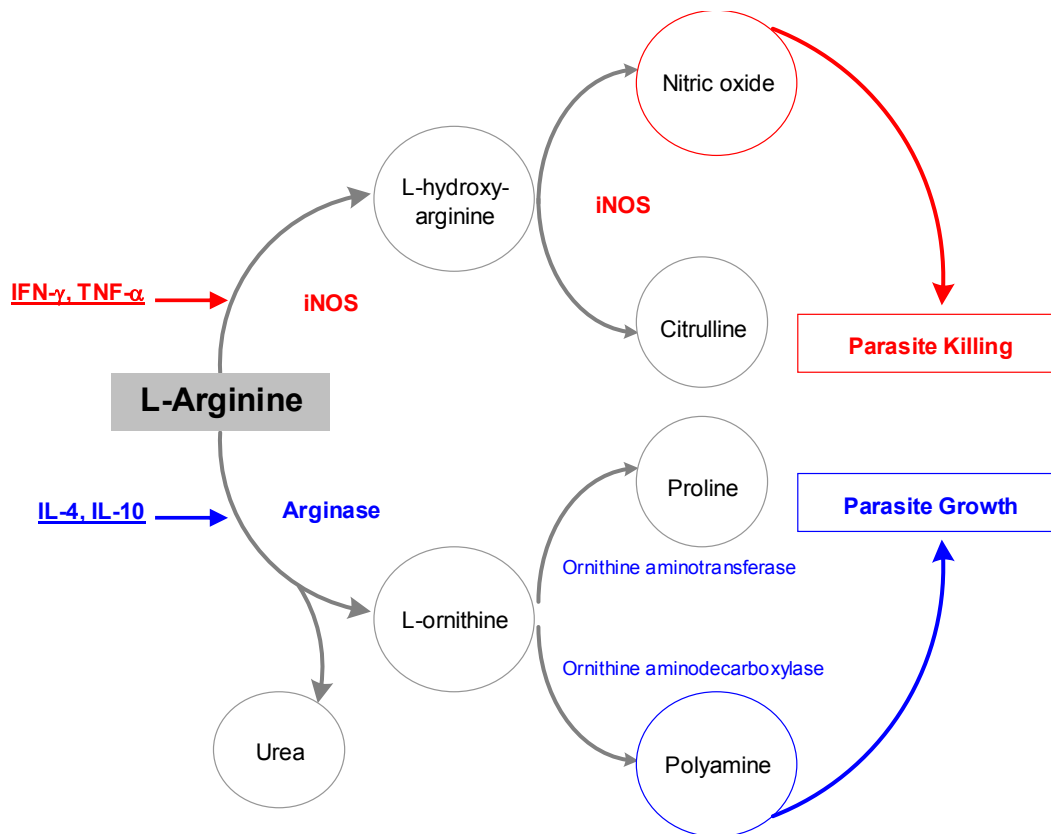 Nitric oxide
L-hydroxy-
arginine
iNOS
IFN-γ, TNF-α
iNOS
Citrulline
Parasite Killing
L-Arginine
Proline
IL-4, IL-10
Arginase
Parasite Growth
Ornithine aminotransferase
L-ornithine
Ornithine aminodecarboxylase
Urea
Polyamine